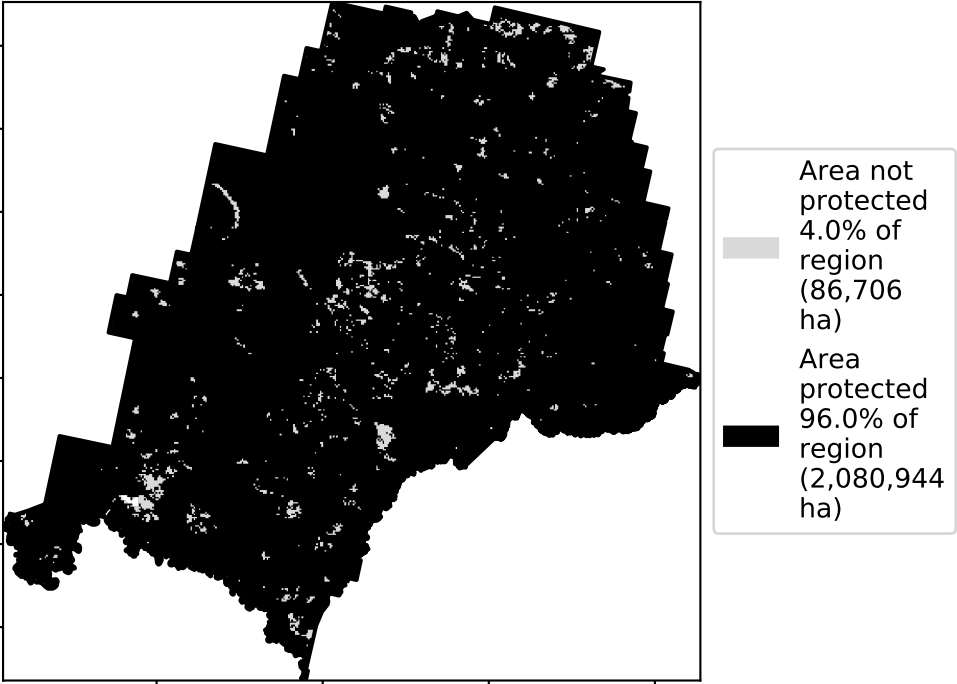 Area not
protected
4.0% of
region
(86,706
ha)
Area
protected
96.0% of
region
(2,080,944
ha)